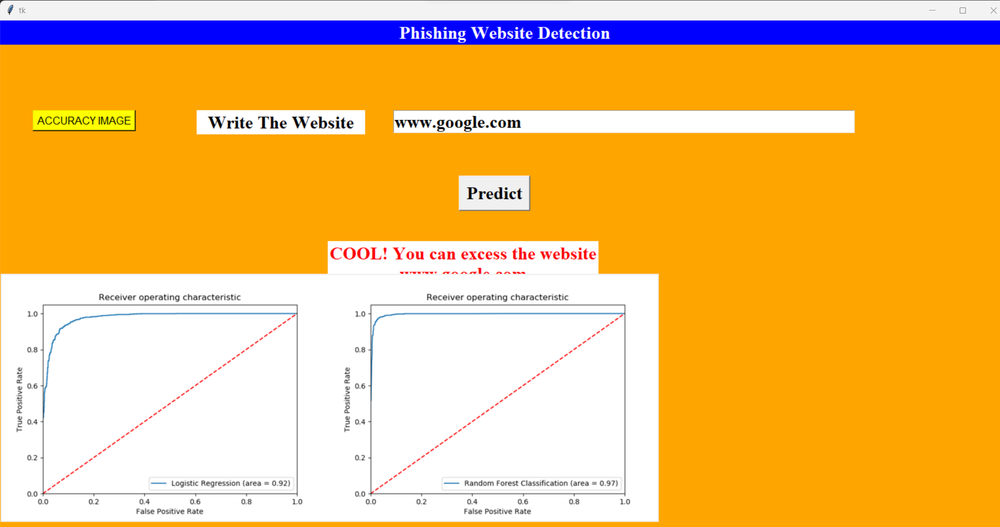 tk
Phishing Website Detection
ACCURACY IMAGE
Write The Website
www.google.com
Predict
COOL! You can excess the website
www.google.com
Receiver operating characteristic
1.0
0.8
0.6
0.4
0.2
0.0
True Positive Rate
Logistic Regression (area = 0.92)
0.0 0.2 0.4 0.6 0.8 1.0
False Positive Rate
Receiver operating characteristic
1.0
0.8
0.6
0.4
0.2
0.0
True Positive Rate
Random Forest Classification (area = 0.97)
0.0 0.2 0.4 0.6 0.8 1.0
False Positive Rate